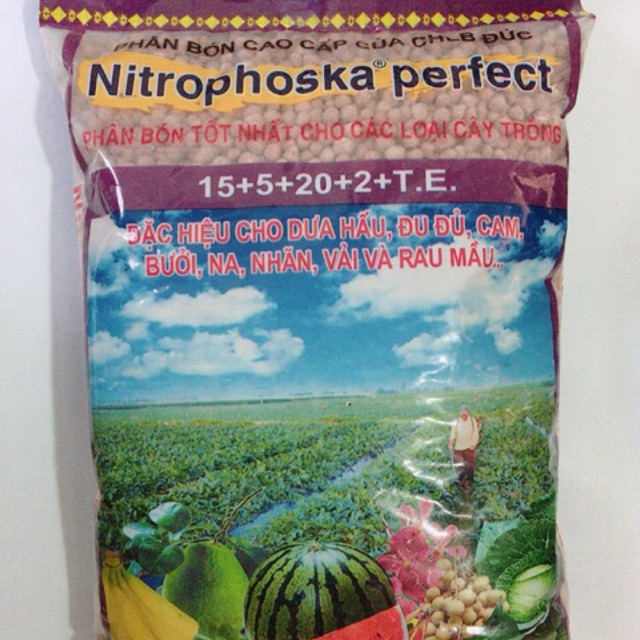 PHÂN BÓN CAO CẤP CỦA CHLB ĐỨC
Nitrophoska® perfect
PHÂN BÓN TỐT NHẤT CHO CÁC LOẠI CÂY TRỒNG
15+5+20+2+T.E.
ĐẶC HIỆU CHO DƯA HẤU, ĐU ĐỦ, CAM,
BƯỞI, NA, NHÃN, VẢI VÀ RAU MẦU...